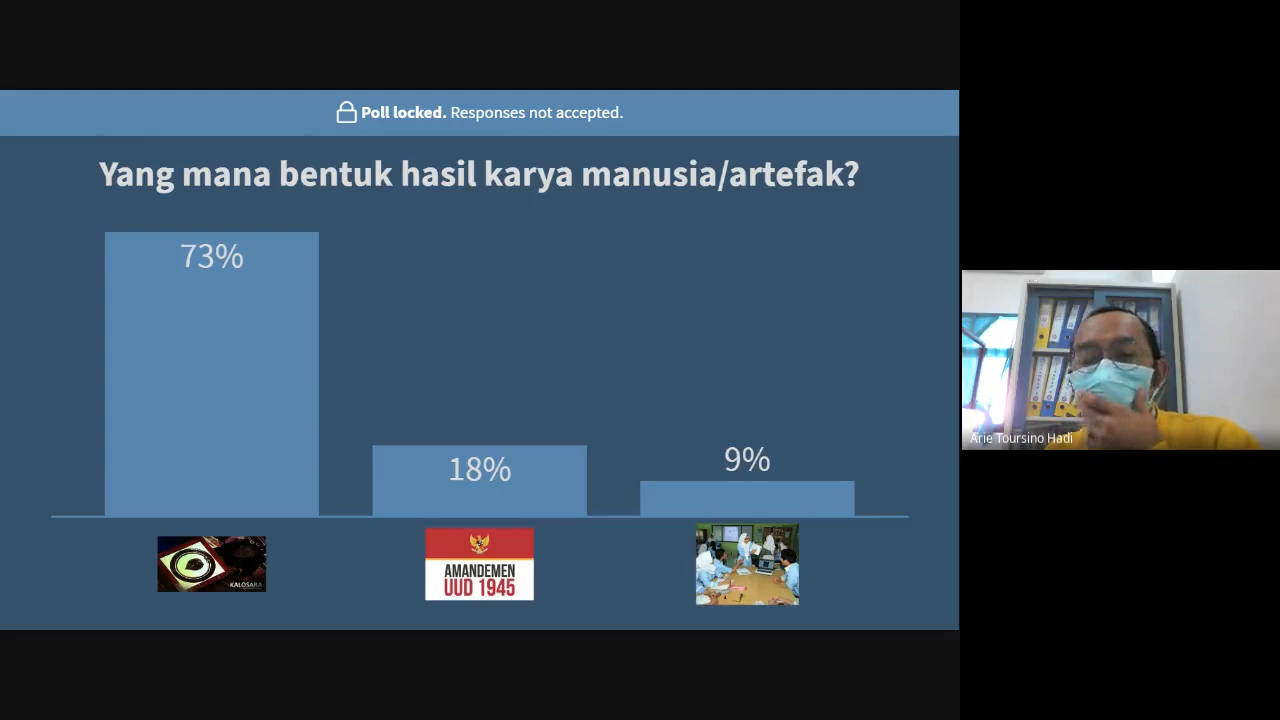 Poll locked. Responses not accepted.
Yang mana bentuk hasil karya manusia/artefak?
73%
18%
9%
KALOSARA
AMANDEMEN
UUD 1945
Arie Toursino Hadi